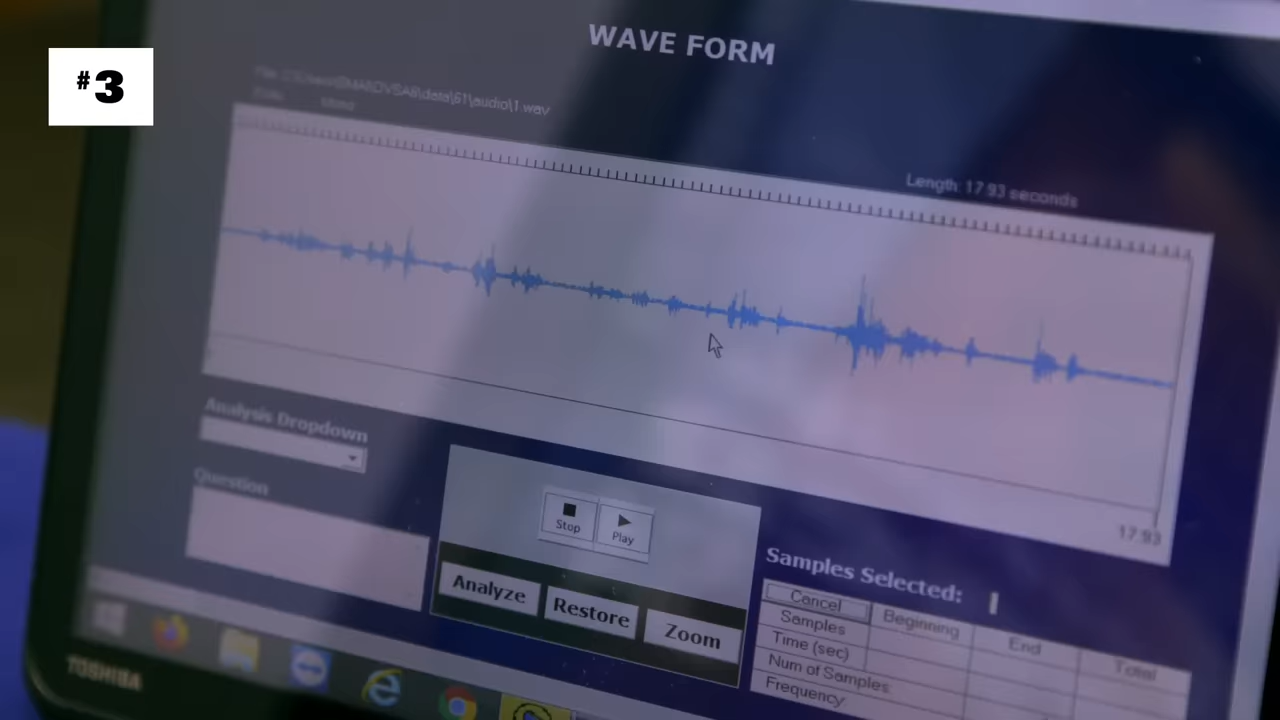 #3
WAVE FORM
Mono
Length: 17.93 seconds
17.93
Analysis Dropdown
Question
Stop
Play
Analyze
Restore
Zoom
Samples Selected:
Cancel
Beginning
End
Total
Samples
Time (sec)
Num of Samples
Frequency
TOSHIBA